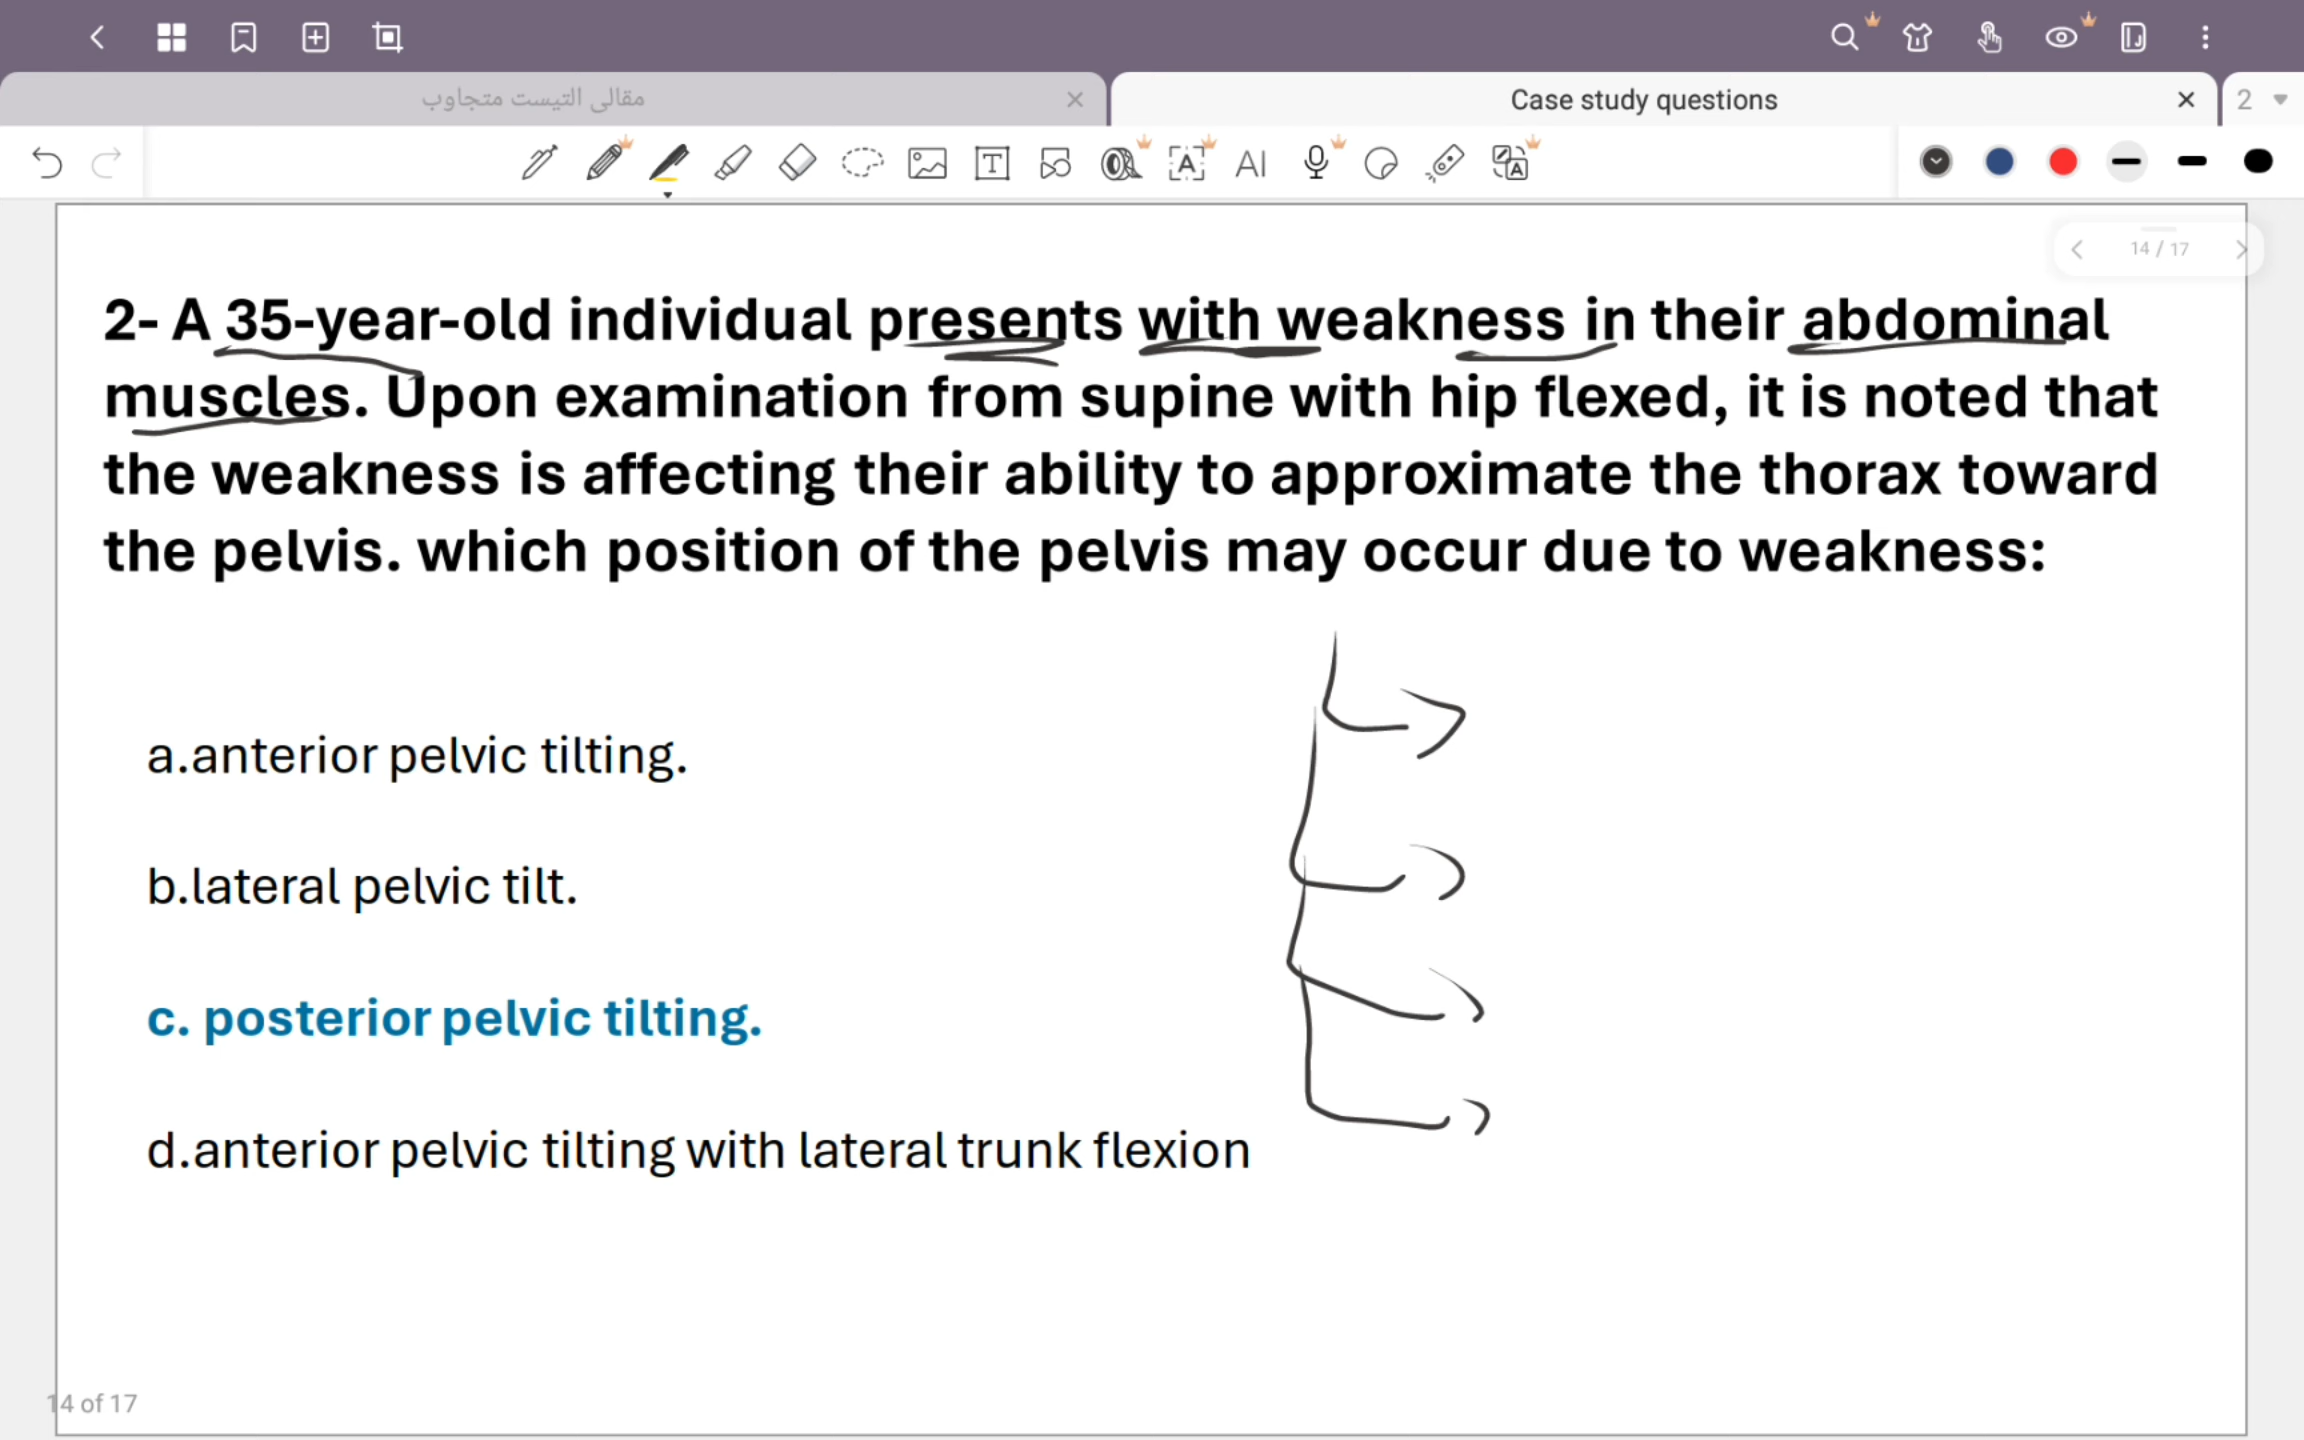 مقالى التيست متجاوب
Case study questions
2
AI
14 / 17
2- A 35-year-old individual presents with weakness in their abdominal
muscles. Upon examination from supine with hip flexed, it is noted that
the weakness is affecting their ability to approximate the thorax toward
the pelvis. which position of the pelvis may occur due to weakness:
a.anterior pelvic tilting.
b.lateral pelvic tilt.
c. posterior pelvic tilting.
d.anterior pelvic tilting with lateral trunk flexion
14 of 17